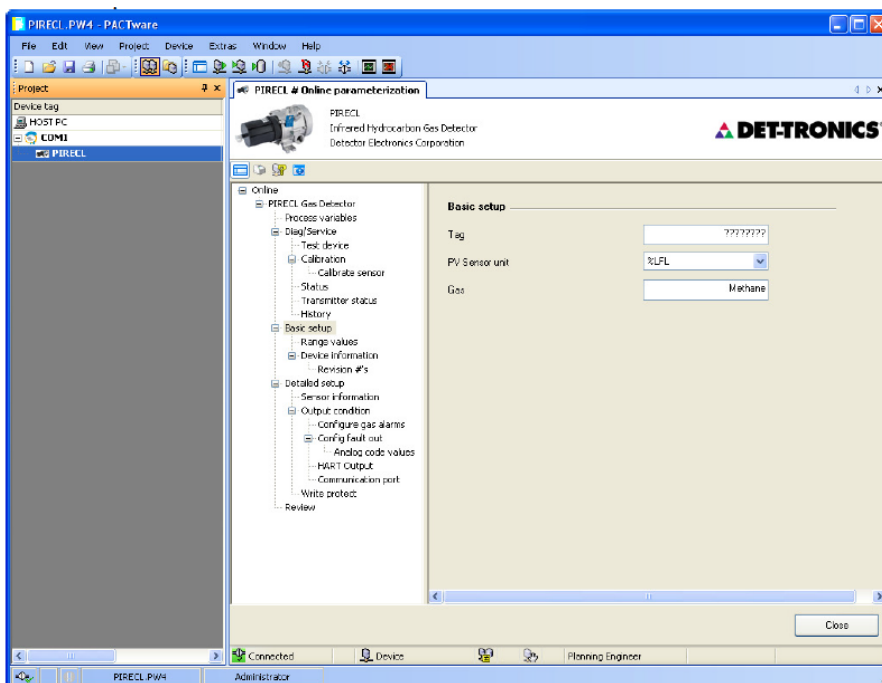 PIRECL.PW4 - PACTware
File Edit View Project Device Extras Window Help
Project
Device tag
HOST PC
COM1
PIRECL
PIRECL # Online parameterization
PIRECL
Infrared Hydrocarbon Gas Detector
Detector Electronics Corporation
DET-TRONICS®
Online
PIRECL Gas Detector
Process variables
Diag/Service
Test device
Calibration
Calibrate sensor
Status
Transmitter status
History
Basic setup
Range values
Device information
Revision #'s
Detailed setup
Sensor information
Output condition
Configure gas alarms
Config fault out
Analog code values
HART Output
Communication port
Write protect
Review
Basic setup
Tag ????????
PV Sensor unit %LFL
Gas Methane
Close
Connected Device Planning Engineer
PIRECL.PW4 Administrator